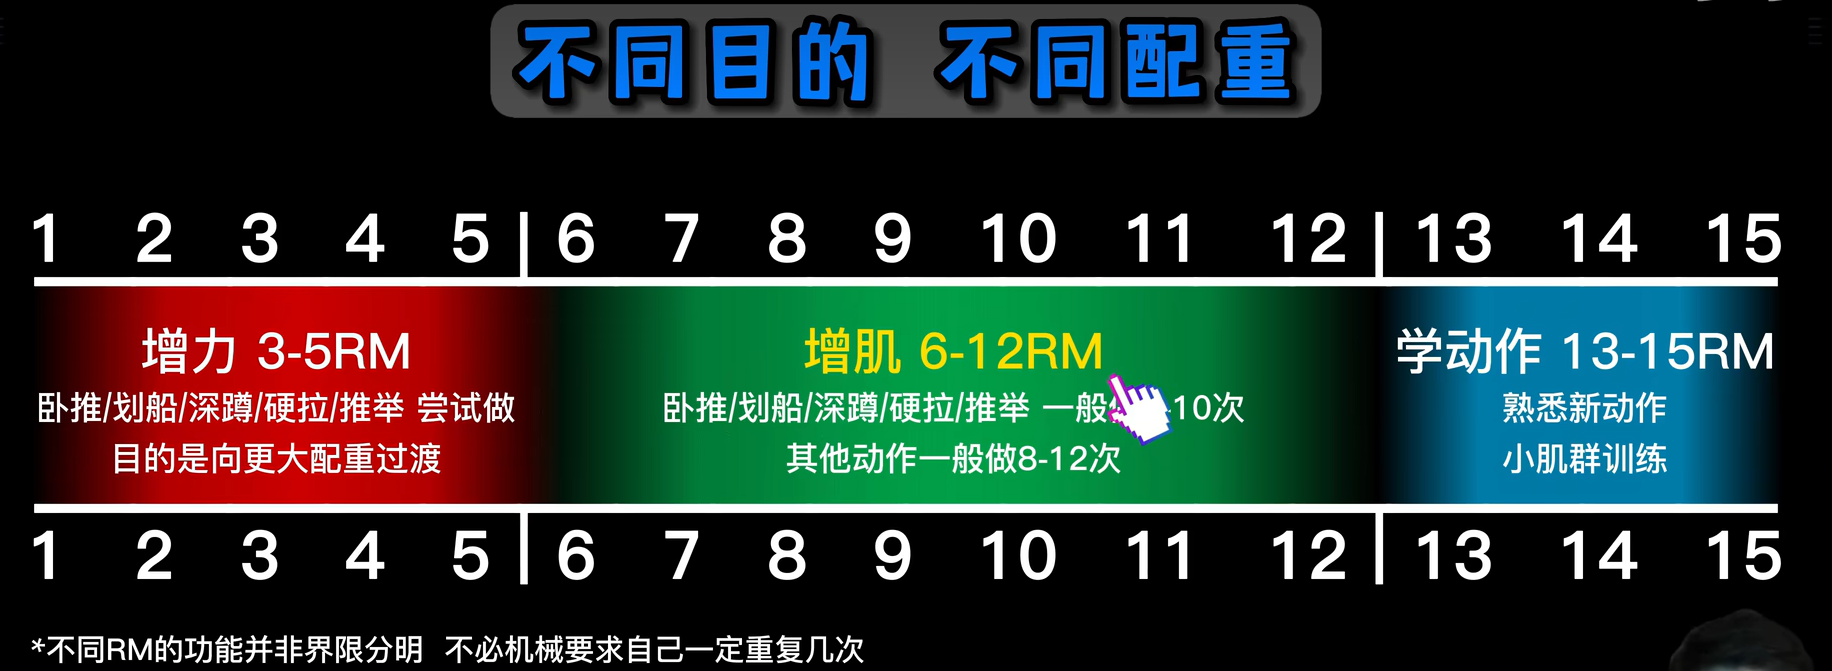 不同目的 不同配重
1 2 3 4 5 6 7 8 9 10 11 12 13 14 15
增力 3-5RM
卧推/划船/深蹲/硬拉/推举 尝试做
目的是向更大配重过渡
增肌 6-12RM
卧推/划船/深蹲/硬拉/推举 一般 10次
其他动作一般做8-12次
学动作 13-15RM
熟悉新动作
小肌群训练
1 2 3 4 5 6 7 8 9 10 11 12 13 14 15
*不同RM的功能并非界限分明 不必机械要求自己一定重复几次